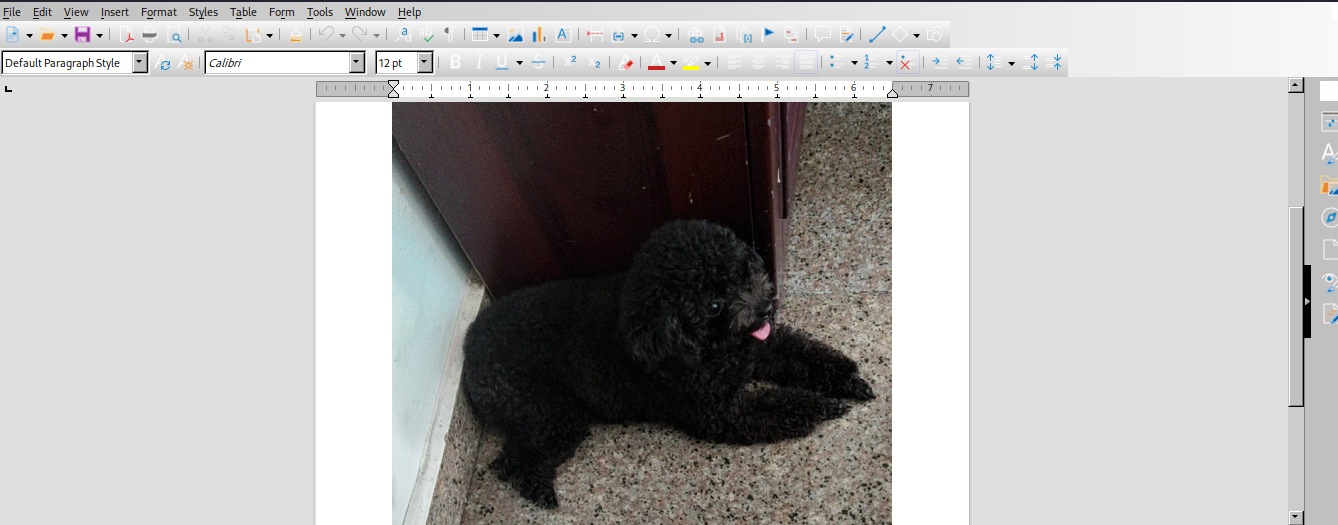 File Edit View Insert Format Styles Table Form Tools Window Help
Default Paragraph Style Calibri 12 pt
1 2 3 4 5 6 7